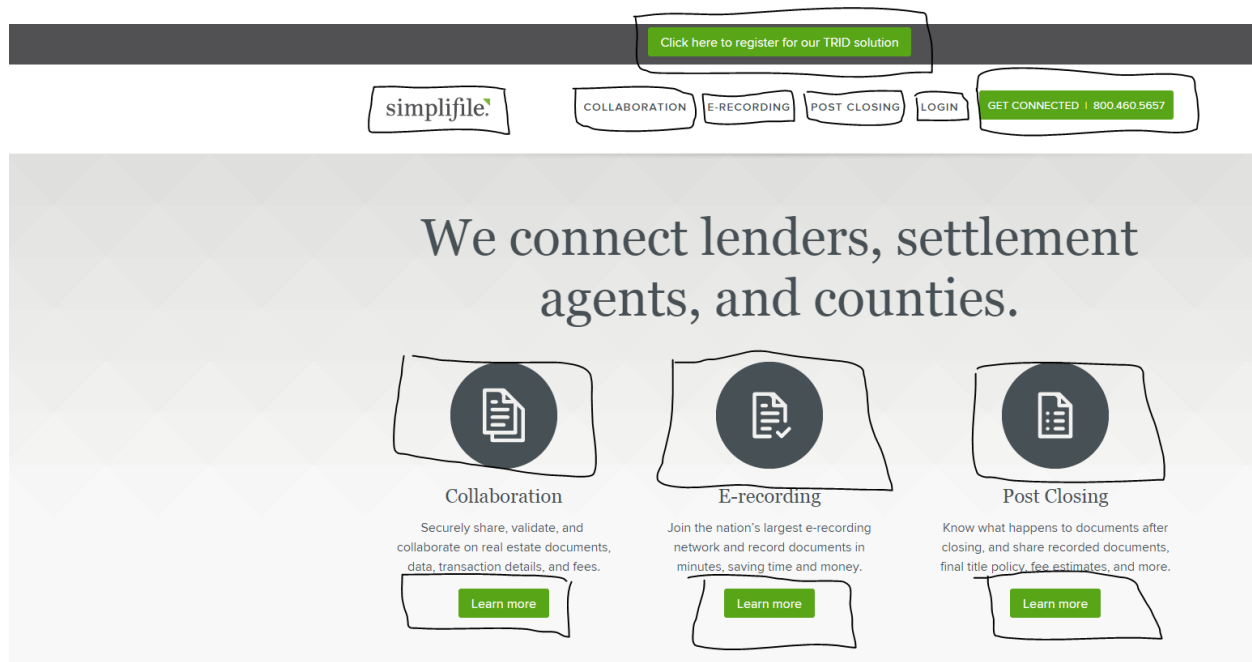 Click here to register for our TRID solution
simplifile.
COLLABORATION E-RECORDING POST CLOSING LOGIN GET CONNECTED | 800.460.5657
We connect lenders, settlement
agents, and counties.
Collaboration
Securely share, validate, and
collaborate on real estate documents,
data, transaction details, and fees.
Learn more
E-recording
Join the nation's largest e-recording
network and record documents in
minutes, saving time and money.
Learn more
Post Closing
Know what happens to documents after
closing, and share recorded documents,
final title policy, fee estimates, and more.
Learn more